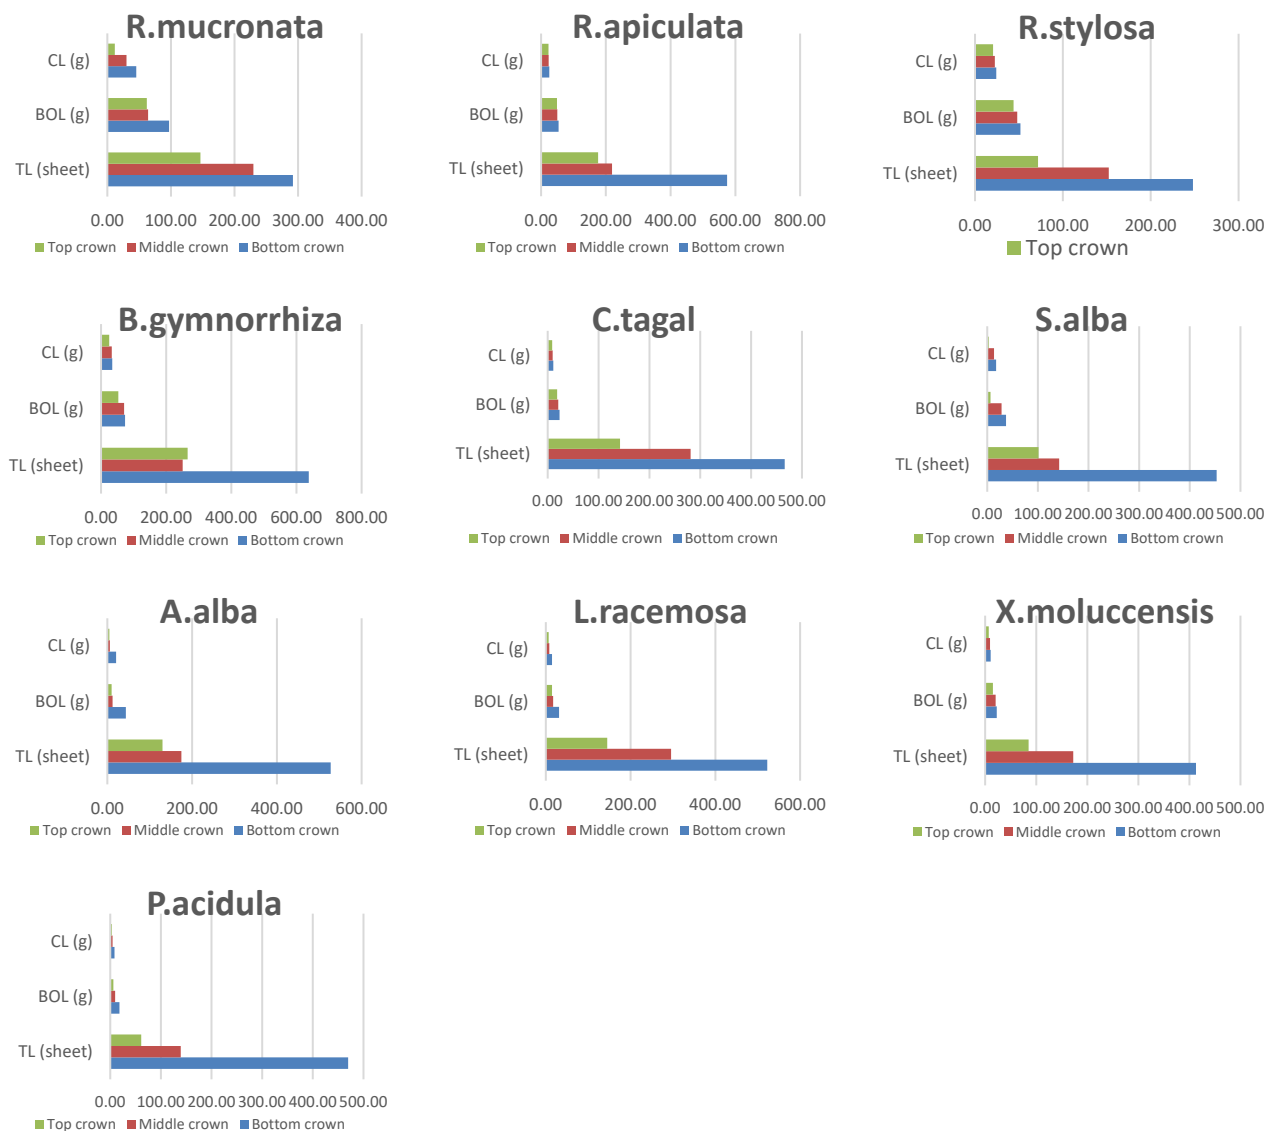 R.mucronata
CL (g)
BOL (g)
TL (sheet)
0.00 100.00 200.00 300.00 400.00
Top crown Middle crown Bottom crown
R.apiculata
CL (g)
BOL (g)
TL (sheet)
0.00 200.00 400.00 600.00 800.00
Top crown Middle crown Bottom crown
R.stylosa
CL (g)
BOL (g)
TL (sheet)
0.00 100.00 200.00 300.00
Top crown
B.gymnorrhiza
CL (g)
BOL (g)
TL (sheet)
0.00 200.00 400.00 600.00 800.00
Top crown Middle crown Bottom crown
C.tagal
CL (g)
BOL (g)
TL (sheet)
0.00 100.00 200.00 300.00 400.00 500.00
Top crown Middle crown Bottom crown
S.alba
CL (g)
BOL (g)
TL (sheet)
0.00 100.00 200.00 300.00 400.00 500.00
Top crown Middle crown Bottom crown
A.alba
CL (g)
BOL (g)
TL (sheet)
0.00 200.00 400.00 600.00
Top crown Middle crown Bottom crown
L.racemosa
CL (g)
BOL (g)
TL (sheet)
0.00 200.00 400.00 600.00
Top crown Middle crown Bottom crown
X.moluccensis
CL (g)
BOL (g)
TL (sheet)
0.00 100.00 200.00 300.00 400.00 500.00
Top crown Middle crown Bottom crown
P.acidula
CL (g)
BOL (g)
TL (sheet)
0.00 100.00 200.00 300.00 400.00 500.00
Top crown Middle crown Bottom crown